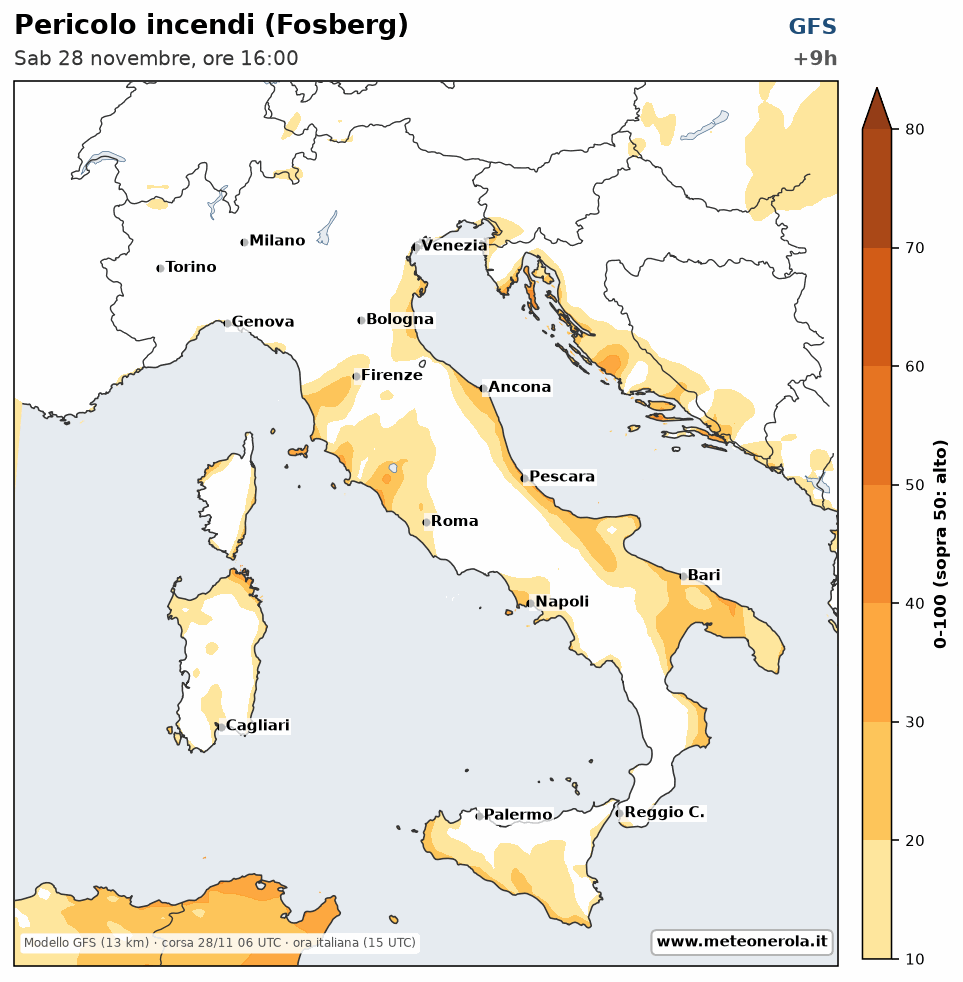 Pericolo incendi (Fosberg)
GFS
Sab 28 novembre, ore 16:00
+9h
Milano
Torino
Venezia
Genova
Bologna
Firenze
Ancona
Pescara
Roma
Bari
Napoli
Cagliari
Palermo
Reggio C.
80
70
60
50
40
30
20
10
0-100 (sopra 50: alto)
Modello GFS (13 km) · corsa 28/11 06 UTC · ora italiana (15 UTC)
www.meteonerola.it